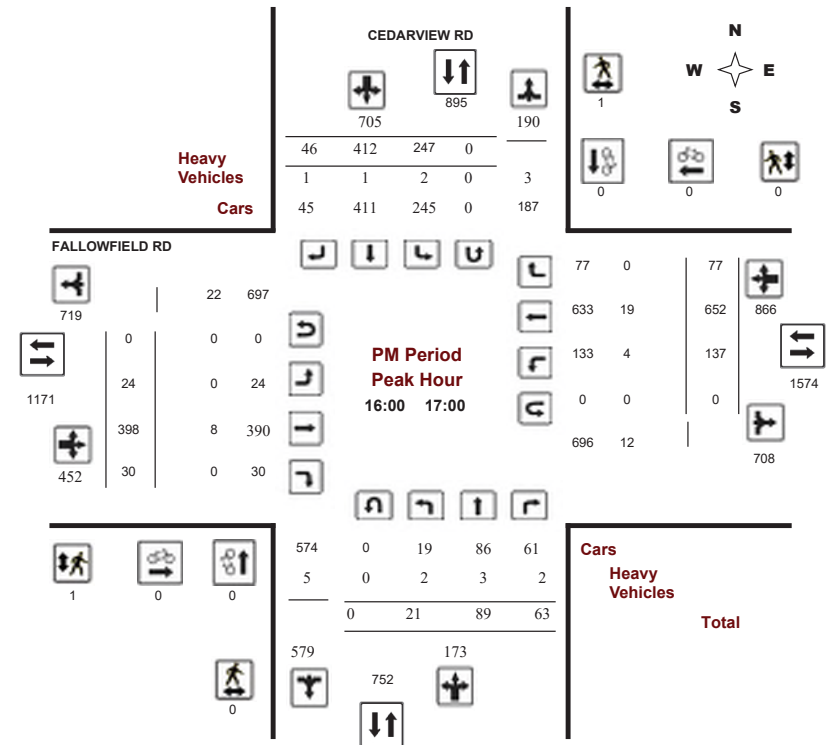 CEDARVIEW RD
N
W E
S
895
705 190
1
46 412 247 0
Heavy
Vehicles
1 1 2 0 3
Cars
45 411 245 0 187
0 0 0
FALLOWFIELD RD
719
22 697
77 0 77
866
633 19 652
0 0 0
1171
24 0 24
133 4 137
1574
PM Period
Peak Hour
16:00 17:00
0 0 0
398 8 390
452
30 0 30
696 12
708
574 0 19 86 61
Cars
5 0 2 3 2
Heavy
Vehicles
0 21 89 63
Total
1 0 0
579 173
752
0